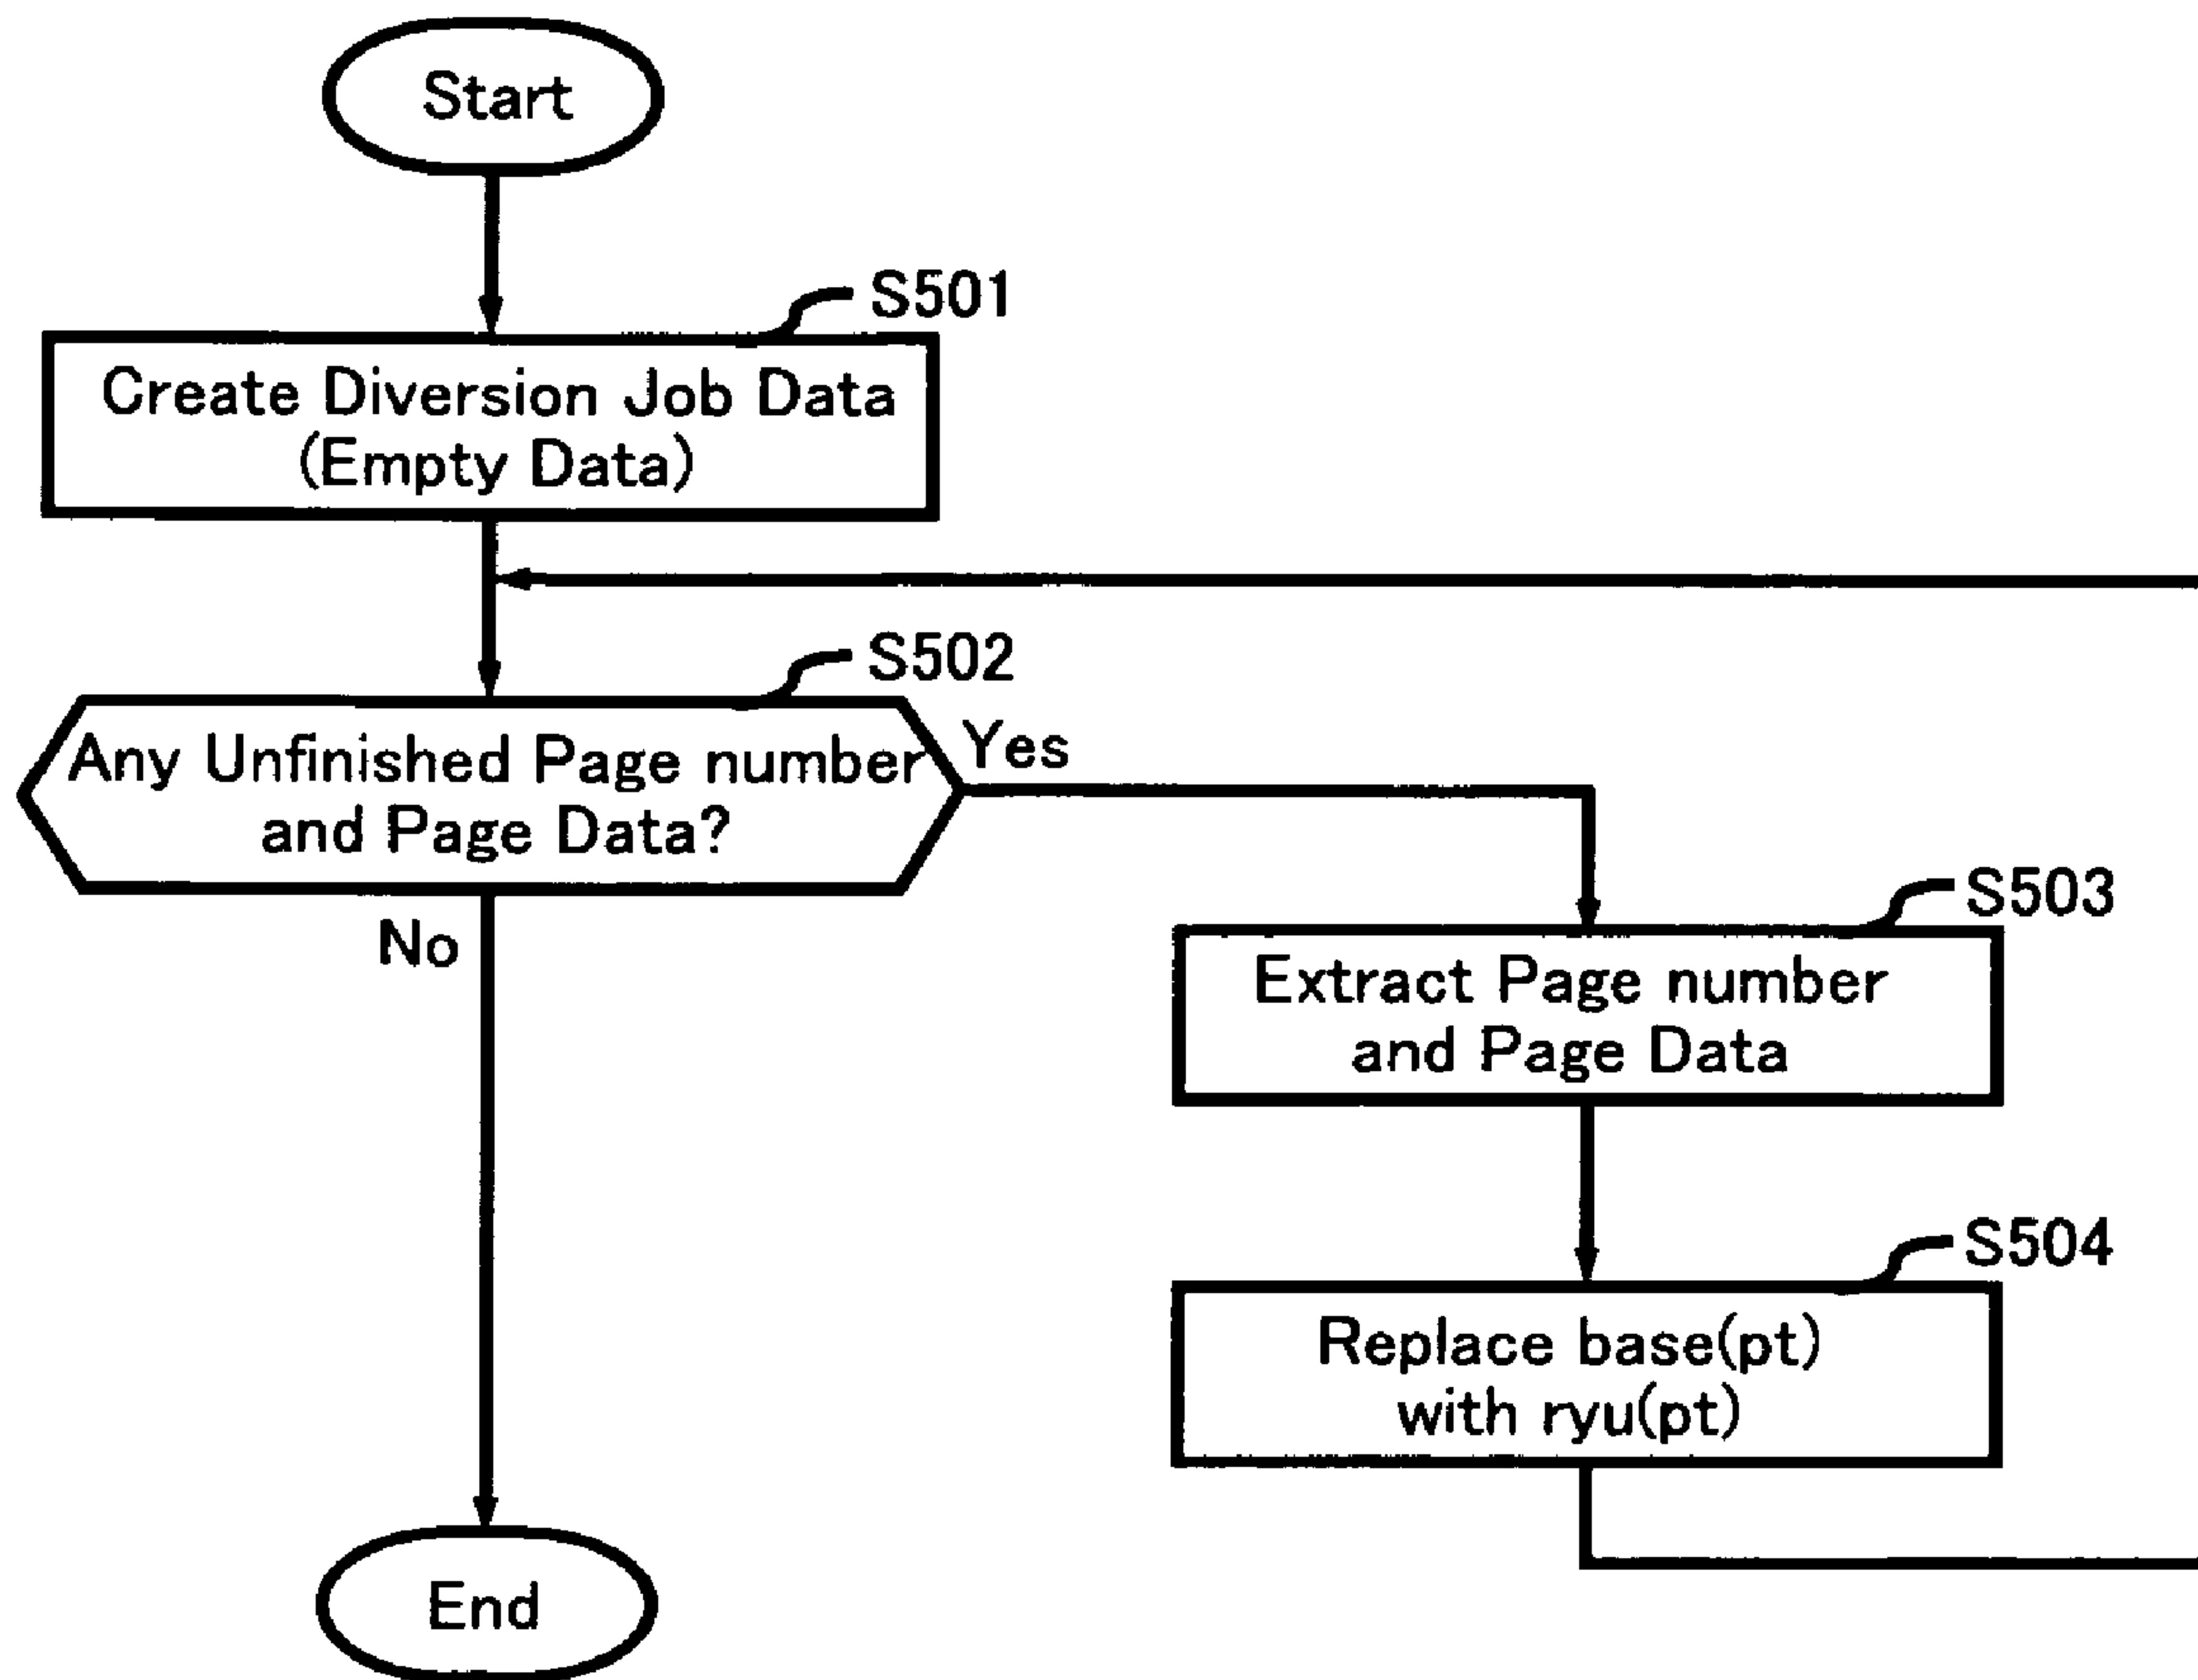 Start
S501
Create Diversion Job Data
(Empty Data)
S502
Any Unfinished Page number
and Page Data?
Yes
No
S503
Extract Page number
and Page Data
S504
Replace base(pt)
with ryu(pt)
End